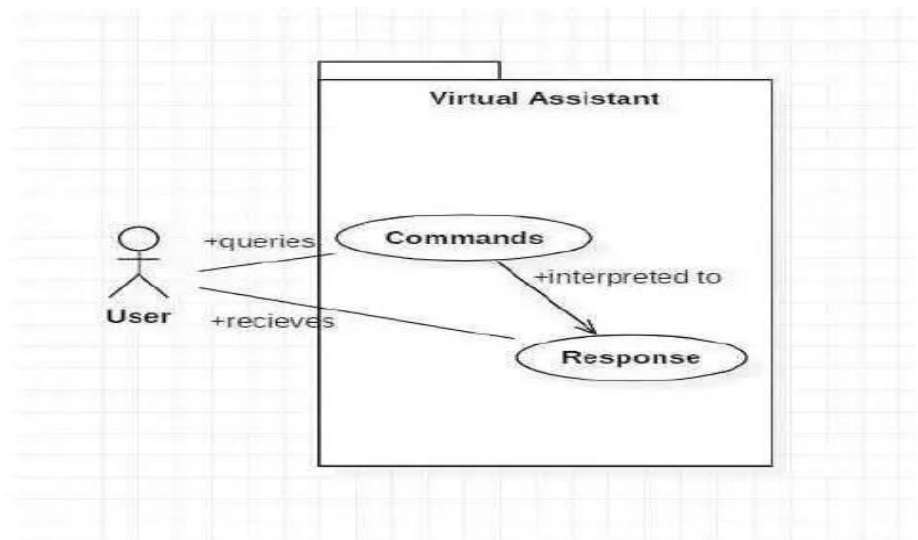 Virtual Assistant
+queries
Commands
+interpreted to
User
+recieves
Response